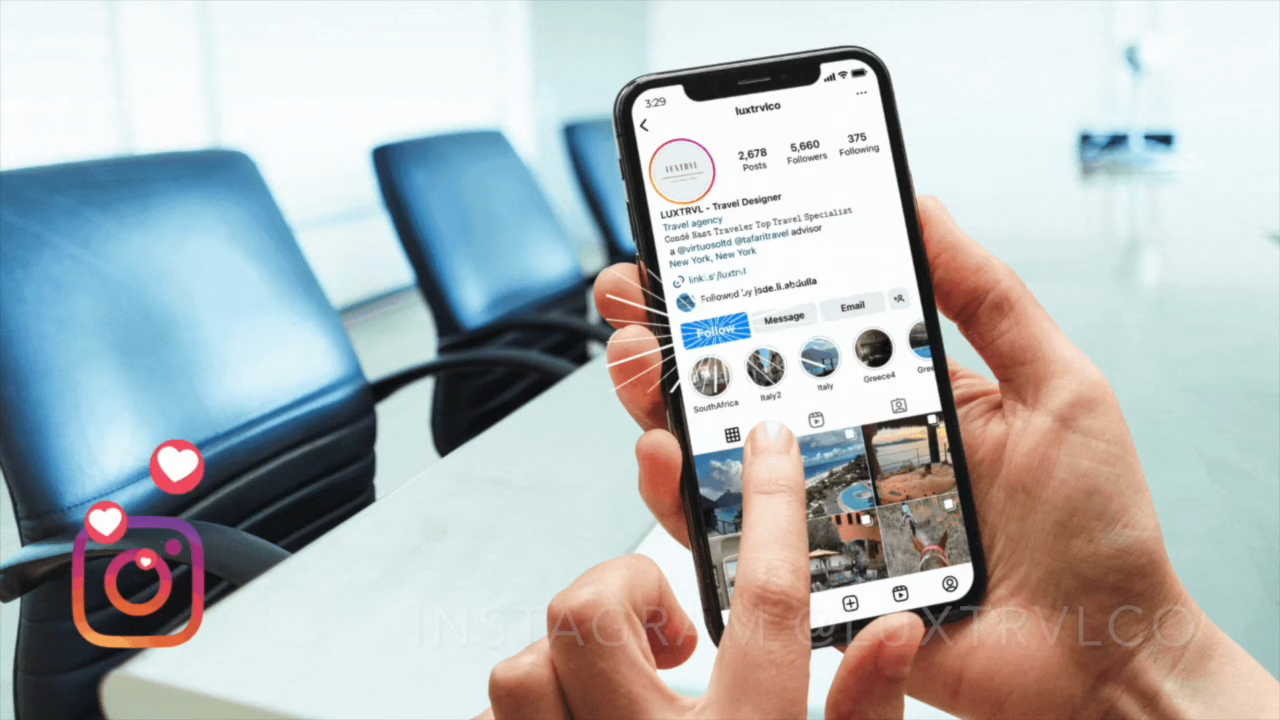 3:29
luxtrvlco
2,678 5,660 375
Posts Followers Following
LUXTRVL
LUXTRVL - Travel Designer
Travel agency
Condé Nast Traveler Top Travel Specialist
a @virtuosoltd @tafaritravel advisor
New York, New York
Followed by
Follow Message Email
SouthAfrica Italy2 Italy Greece4
INSTAGRAM @LUXTRVLCO